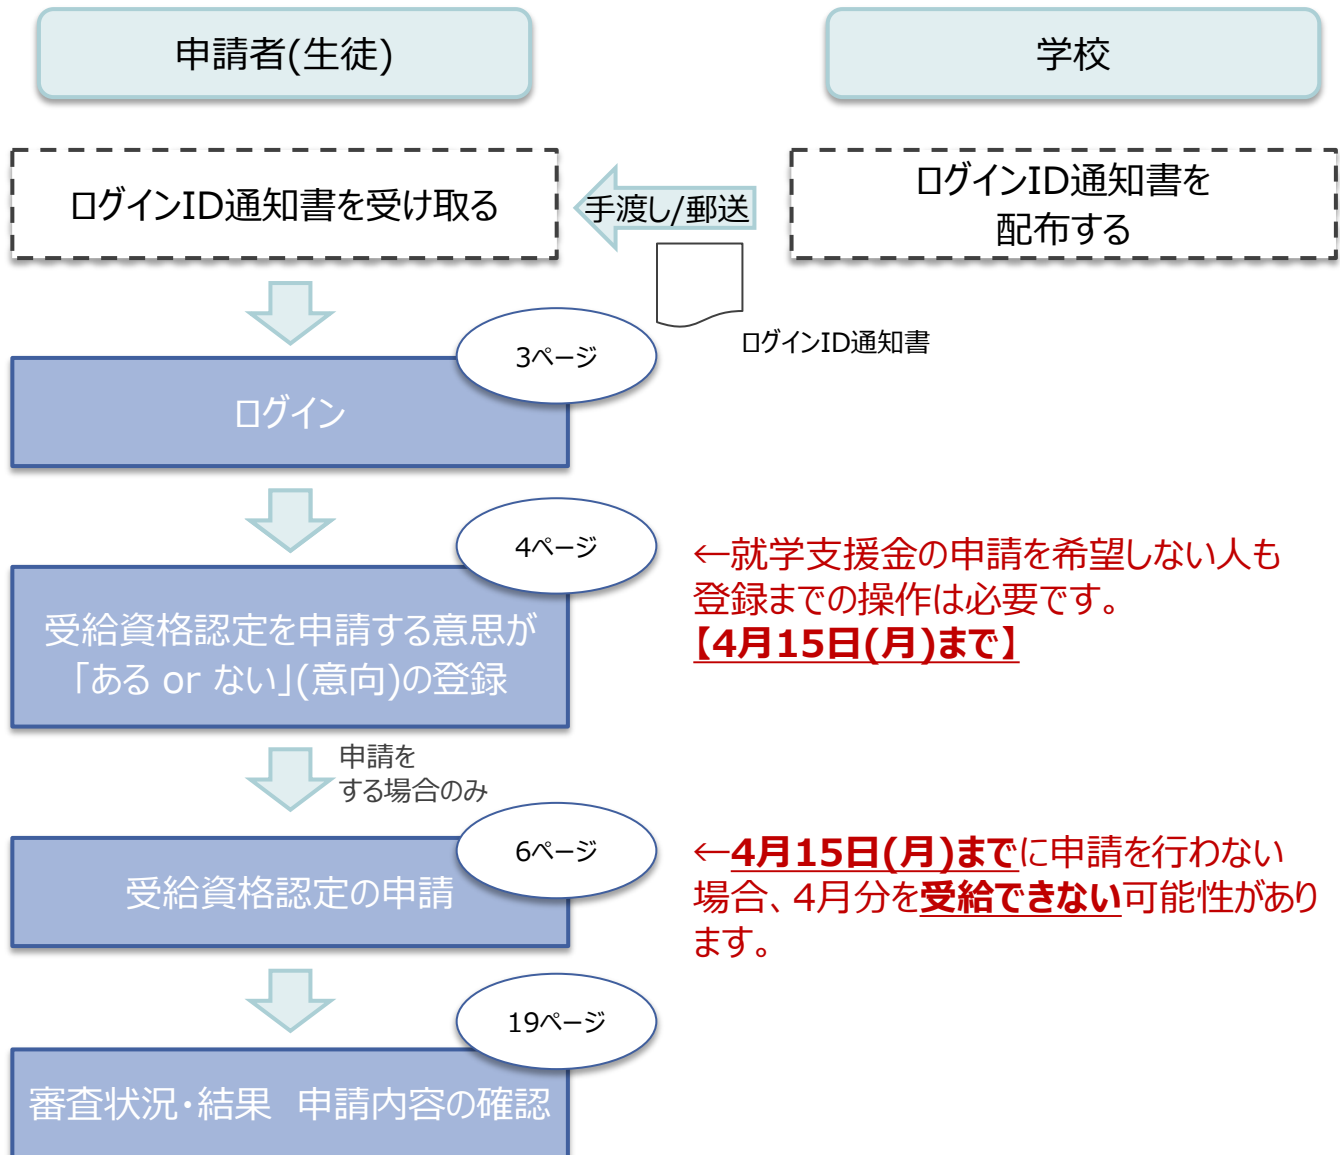 申請者(生徒)
学校
ログインID通知書を受け取る
手渡し/郵送
ログインID通知書を
配布する
ログインID通知書
3ページ
ログイン
4ページ
受給資格認定を申請する意思が
「ある or ない」(意向)の登録
←就学支援金の申請を希望しない人も
登録までの操作は必要です。
【4月15日(月)まで】
申請を
する場合のみ
6ページ
受給資格認定の申請
←4月15日(月)までに申請を行わない
場合、4月分を受給できない可能性があり
ます。
19ページ
審査状況・結果　申請内容の確認